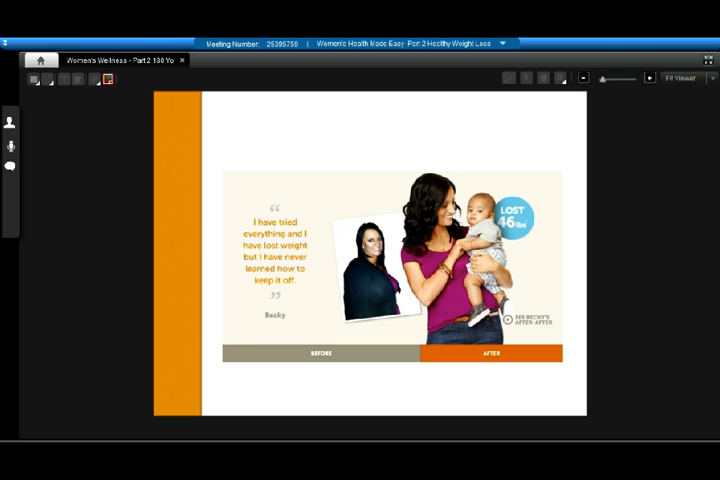 Meeting Number: 25395759 | Women's Health Made Easy Part 2 Healthy Weight Loss
Women's Wellness - Part 2 180 Yo
Fit Viewer
“
I have tried
everything and I
have lost weight
but I have never
learned how to
keep it off.
”
Becky
LOST
46 lbs*
SEE BECKY'S
AFTER-AFTER
BEFORE
AFTER